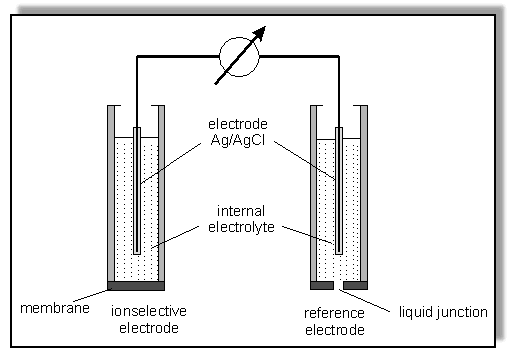 electrode
Ag/AgCl
internal
electrolyte
membrane
ionselective
electrode
reference
electrode
liquid junction